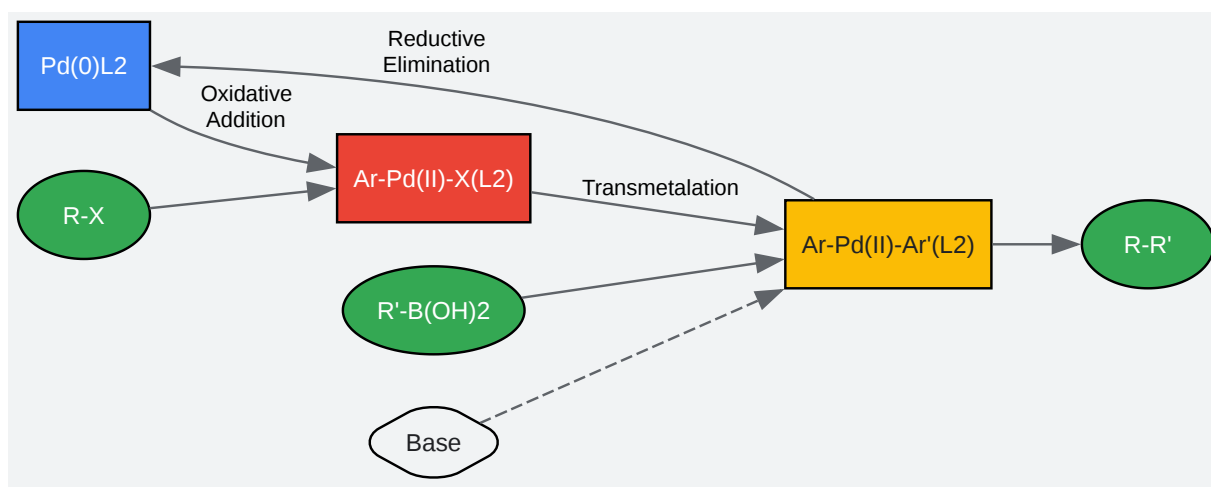 Pd(0)L2
Reductive
Elimination
Oxidative
Addition
R-X
Ar-Pd(II)-X(L2)
Transmetalation
R'-B(OH)2
Ar-Pd(II)-Ar'(L2)
R-R'
Base